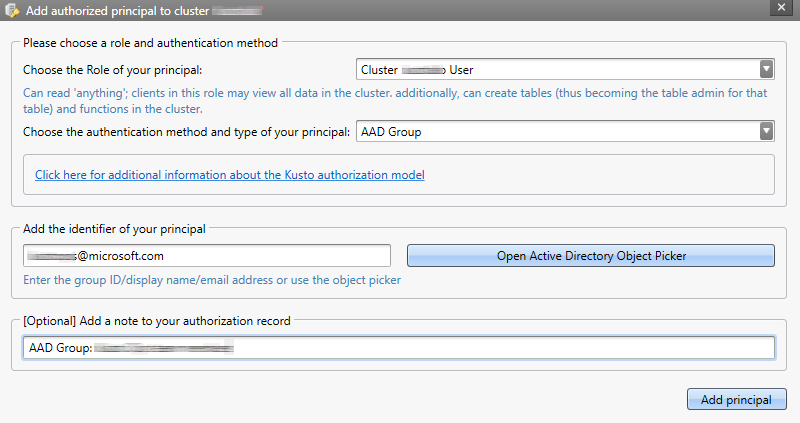 Add authorized principal to cluster
Please choose a role and authentication method
Choose the Role of your principal:
Cluster User
Can read 'anything'; clients in this role may view all data in the cluster. additionally, can create tables (thus becoming the table admin for that
table) and functions in the cluster.
Choose the authentication method and type of your principal:
AAD Group
Click here for additional information about the Kusto authorization model
Add the identifier of your principal
@microsoft.com
Open Active Directory Object Picker
Enter the group ID/display name/email address or use the object picker
[Optional] Add a note to your authorization record
AAD Group:
Add principal